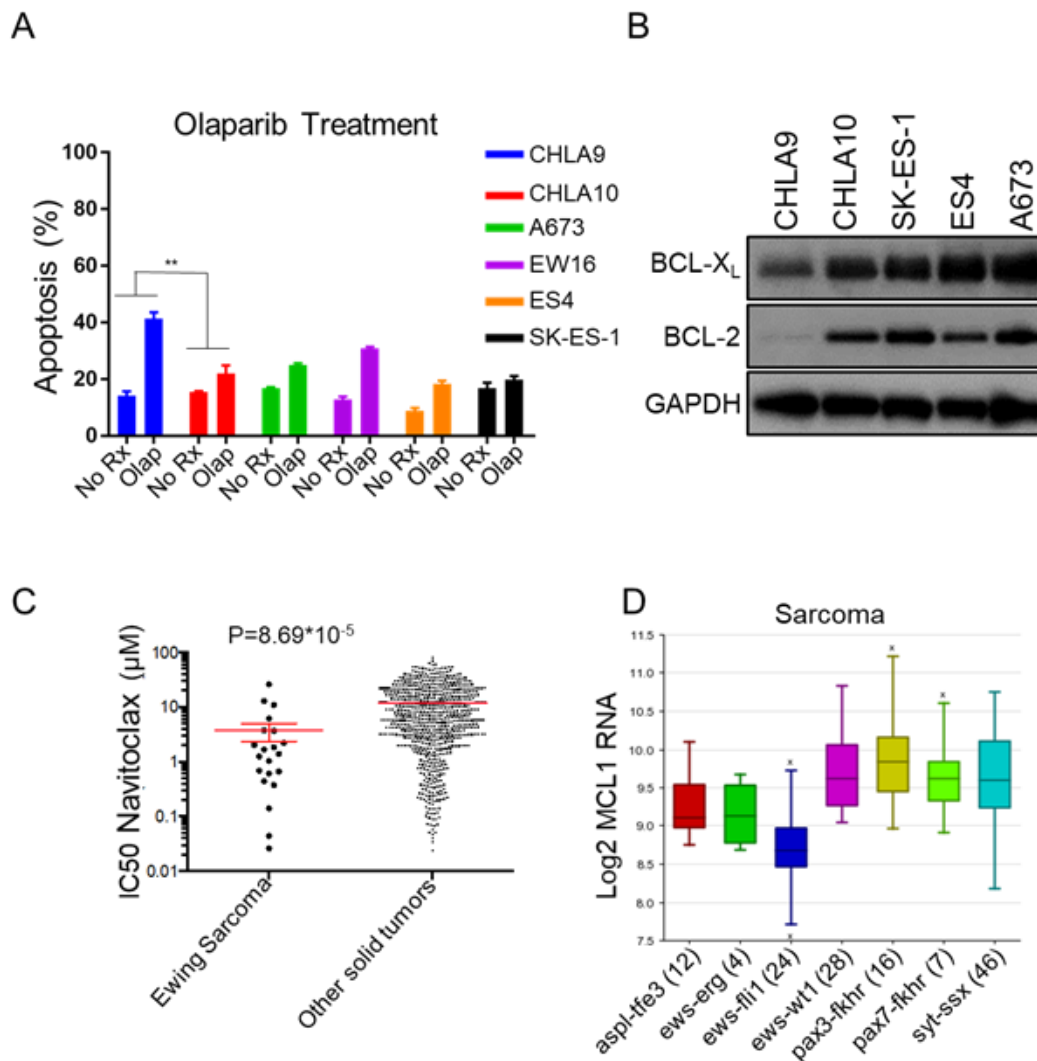 A
Olaparib Treatment
Apoptosis (%)
100
80
60
40
20
0
**
No Rx
Olap
No Rx
Olap
No Rx
Olap
No Rx
Olap
No Rx
Olap
No Rx
Olap
CHLA9
CHLA10
A673
EW16
ES4
SK-ES-1
B
CHLA9
CHLA10
SK-ES-1
ES4
A673
BCL-XL
BCL-2
GAPDH
C
P=8.69*10-5
IC50 Navitoclax (µM)
100
10
1
0.1
0.01
Ewing Sarcoma
Other solid tumors
D
Sarcoma
Log2 MCL1 RNA
11.5
11.0
10.5
10.0
9.5
9.0
8.5
8.0
7.5
x
x
x
x
aspl-tfe3 (12)
ews-erg (4)
ews-fli1 (24)
ews-wt1 (28)
pax3-fkhr (16)
pax7-fkhr (7)
syt-ssx (46)